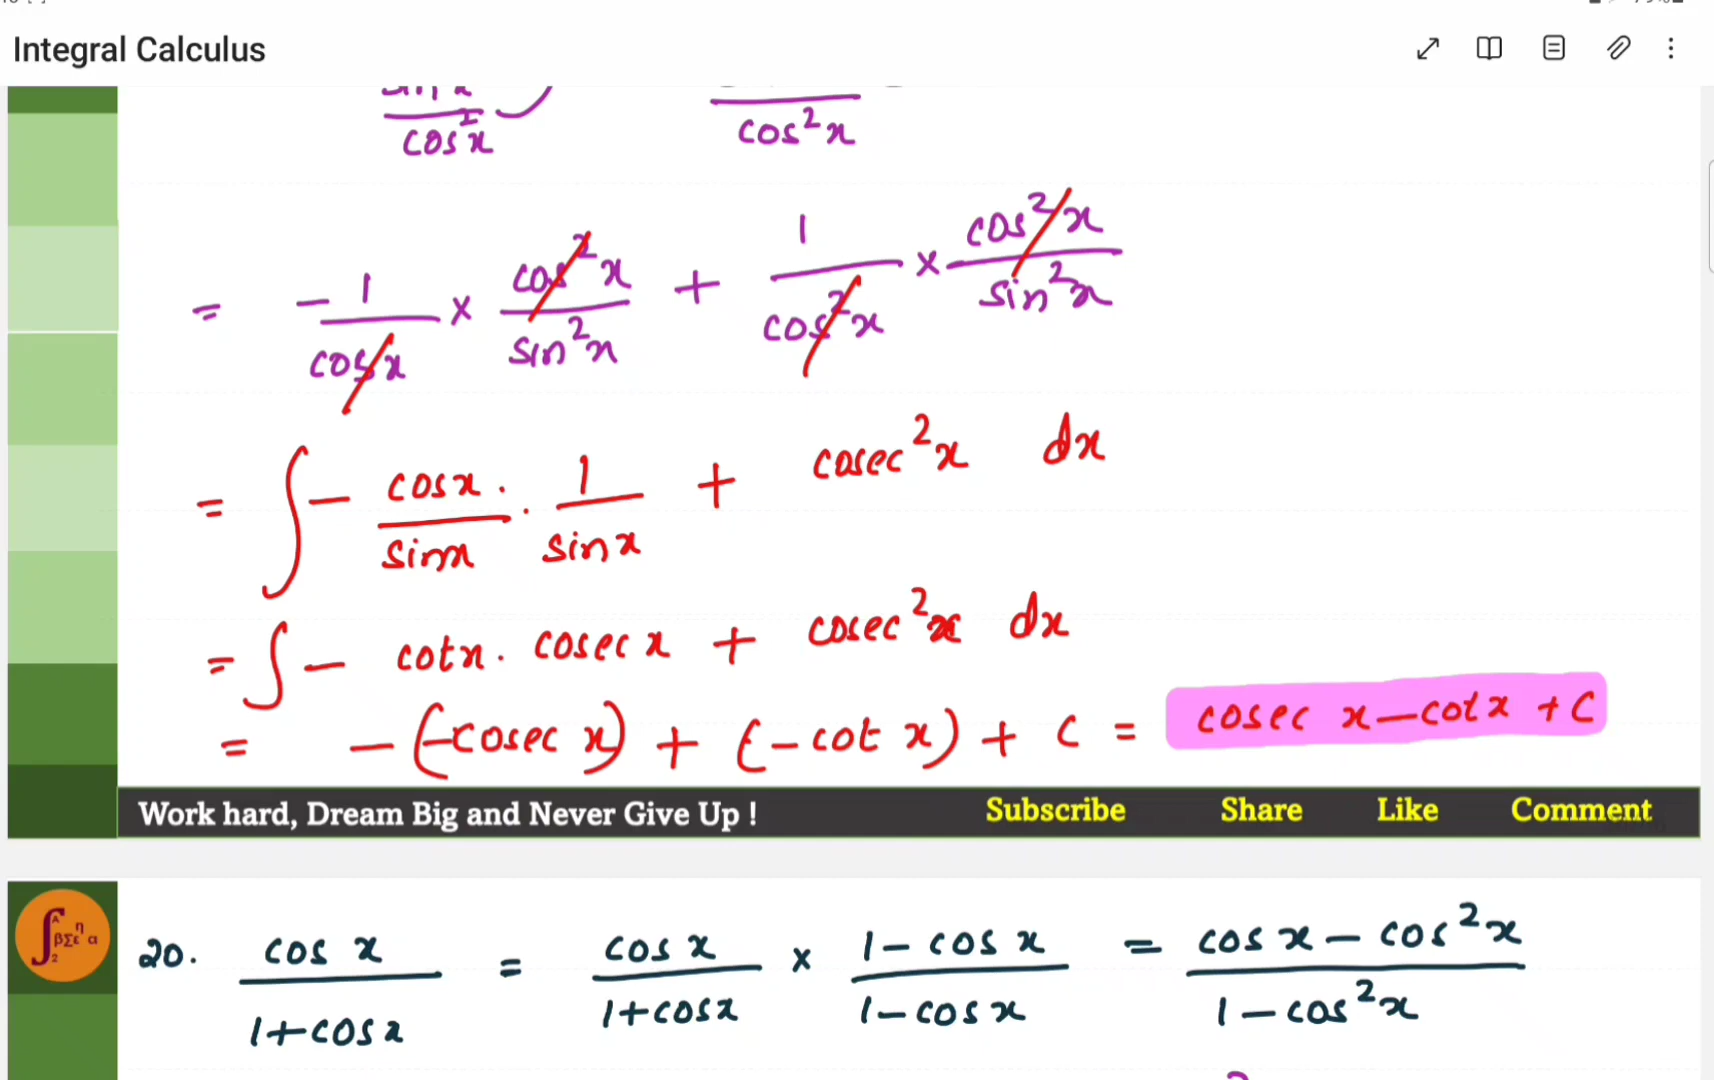 Integral Calculus
cos²x cos²x
= -1/cos x × cos²x/sin²x + 1/cos²x × cos²x/sin²x
= ∫ - cos x/sin x · 1/sin x + cosec²x dx
= ∫ - cot x. cosec x + cosec²x dx
= -(-cosec x) + (-cot x) + C = cosec x - cot x + C
Work hard, Dream Big and Never Give Up ! Subscribe Share Like Comment
20. cos x/1+cos x = cos x/1+cos x × 1-cos x/1-cos x = cos x - cos²x/1-cos²x